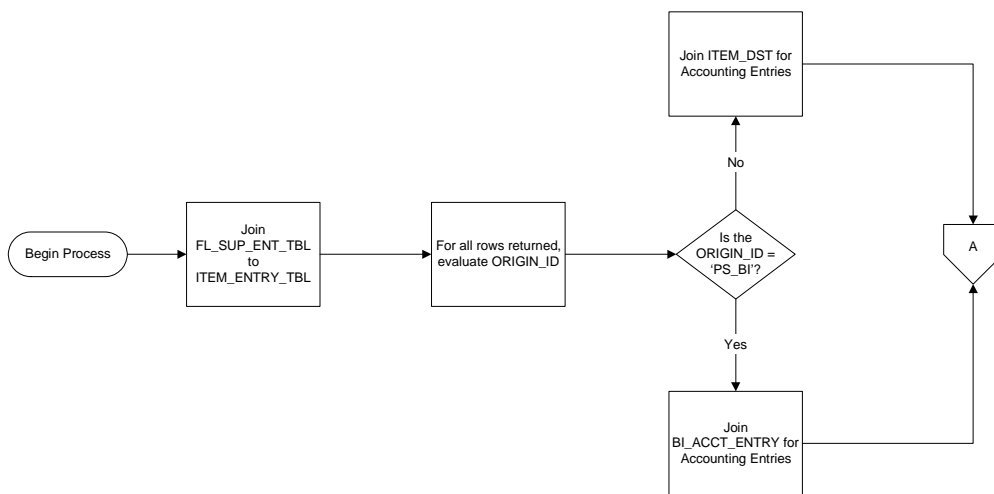 Begin Process
Join
FL_SUP_ENT_TBL
to
ITEM_ENTRY_TBL
For all rows returned,
evaluate ORIGIN_ID
Is the
ORIGIN_ID =
‘PS_BI’?
No
Join ITEM_DST for
Accounting Entries
Yes
Join
BI_ACCT_ENTRY for
Accounting Entries
A